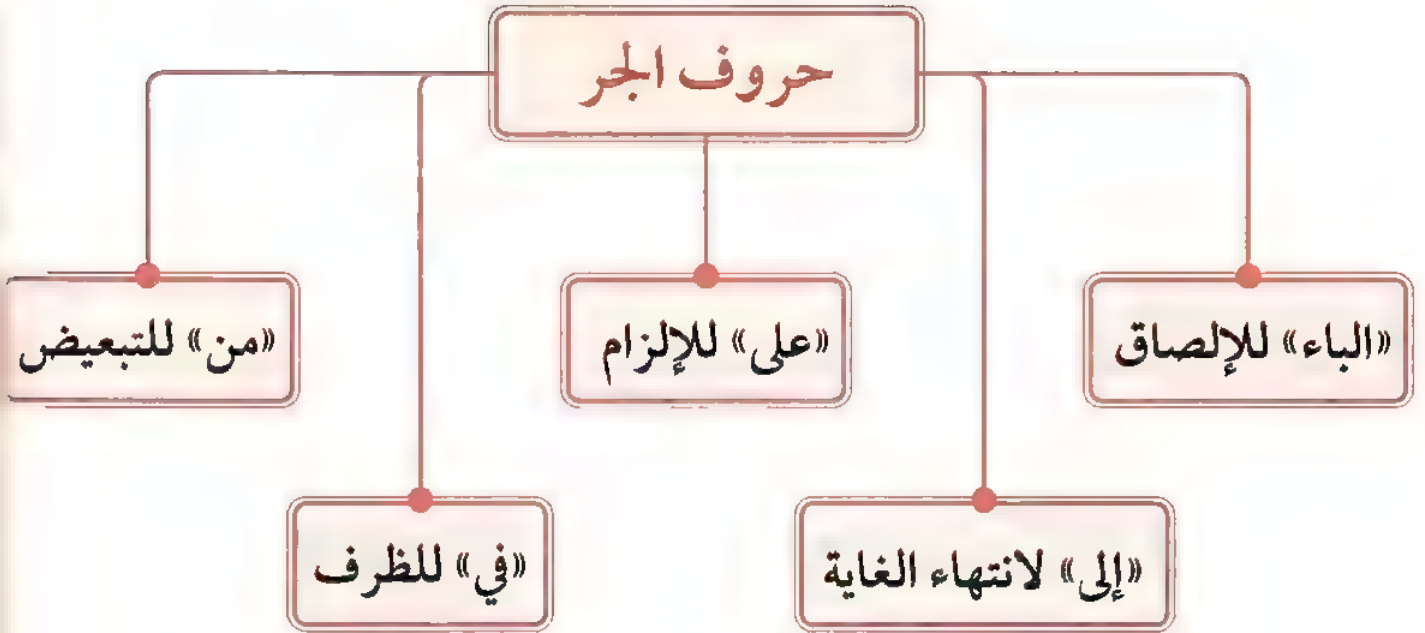 حروف الجر
«الباء» للإلصاق
«على» للإلزام
«من» للتبعيض
«إلى» لانتهاء الغاية
«في» للظرف